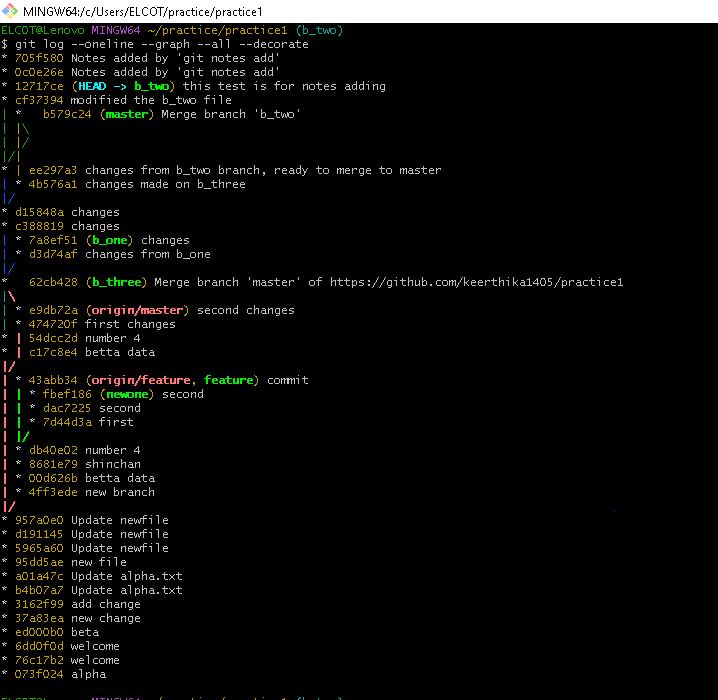 MINGW64:/c/Users/ELCOT/practice/practice1
ELCOT@Lenovo MINGW64 ~/practice/practice1 (b_two)
$ git log --oneline --graph --all --decorate
* 705f580 Notes added by 'git notes add'
* 0c0e26e Notes added by 'git notes add'
* 12717ce (HEAD -> b_two) this test is for notes adding
* cf37394 modified the b_two file
| *   b579c24 (master) Merge branch 'b_two'
| |\
| |/
|/|
* | ee297a3 changes from b_two branch, ready to merge to master
| * 4b576a1 changes made on b_three
|/
* d15848a changes
* c388819 changes
| * 7a8ef51 (b_one) changes
| * d3d74af changes from b_one
|/
*   62cb428 (b_three) Merge branch 'master' of https://github.com/keerthika1405/practice1
|\
| * e9db72a (origin/master) second changes
| * 474720f first changes
* | 54dcc2d number 4
* | c17c8e4 betta data
|/
| * 43abb34 (origin/feature, feature) commit
| | * fbef186 (newone) second
| | * dac7225 second
| | * 7d44d3a first
| |/
| * db40e02 number 4
| * 8681e79 shinchan
| * 00d626b betta data
| * 4ff3ede new branch
|/
* 957a0e0 Update newfile
* d191145 Update newfile
* 5965a60 Update newfile
* 95dd5ae new file
* a01a47c Update alpha.txt
* b4b07a7 Update alpha.txt
* 3162f99 add change
* 37a83ea new change
* ed000b0 beta
* 6dd0f0d welcome
* 76c17b2 welcome
* 073f024 alpha